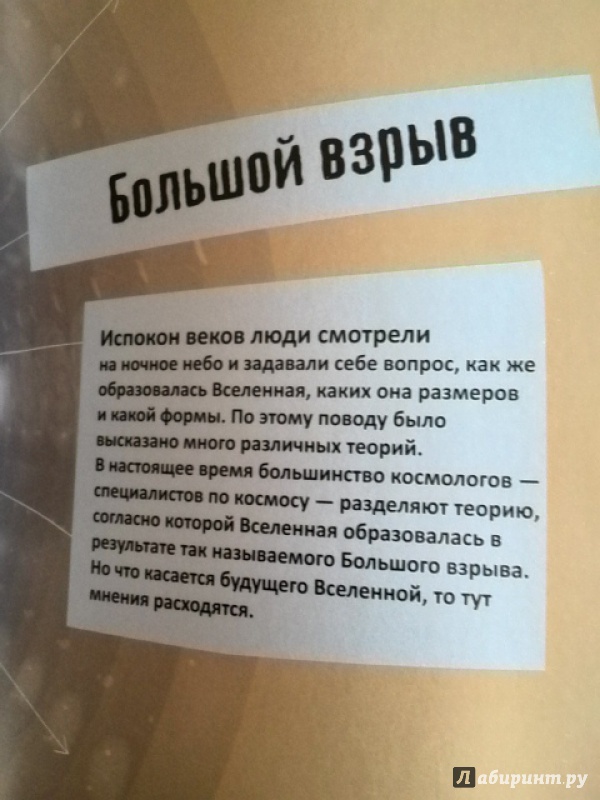 Большой взрыв
Испокон веков люди смотрели
на ночное небо и задавали себе вопрос, как же
образовалась Вселенная, каких она размеров
и какой формы. По этому поводу было
высказано много различных теорий.
В настоящее время большинство космологов —
специалистов по космосу — разделяют теорию,
согласно которой Вселенная образовалась в
результате так называемого Большого взрыва.
Но что касается будущего Вселенной, то тут
мнения расходятся.
Лабиринт.ру